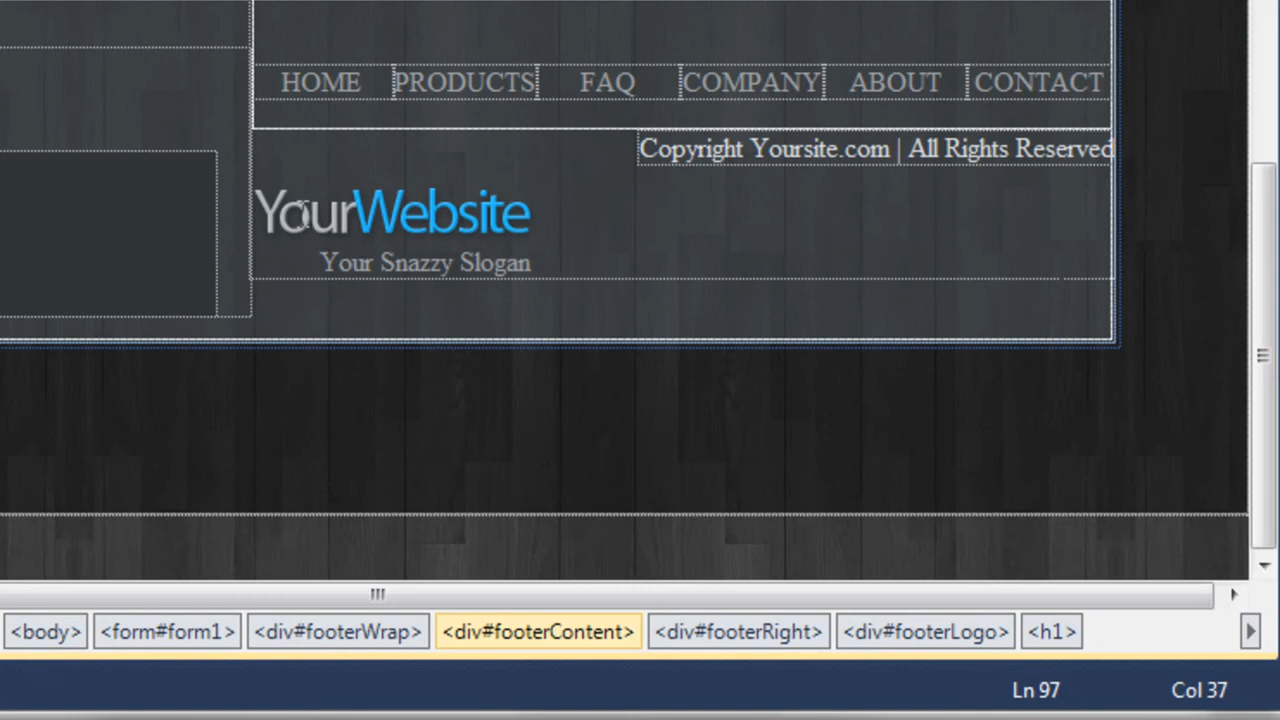 HOME PRODUCTS FAQ COMPANY ABOUT CONTACT
Copyright Yoursite.com | All Rights Reserved
YourWebsite
Your Snazzy Slogan
<body> <form#form1> <div#footerWrap> <div#footerContent> <div#footerRight> <div#footerLogo> <h1>
Ln 97 Col 37